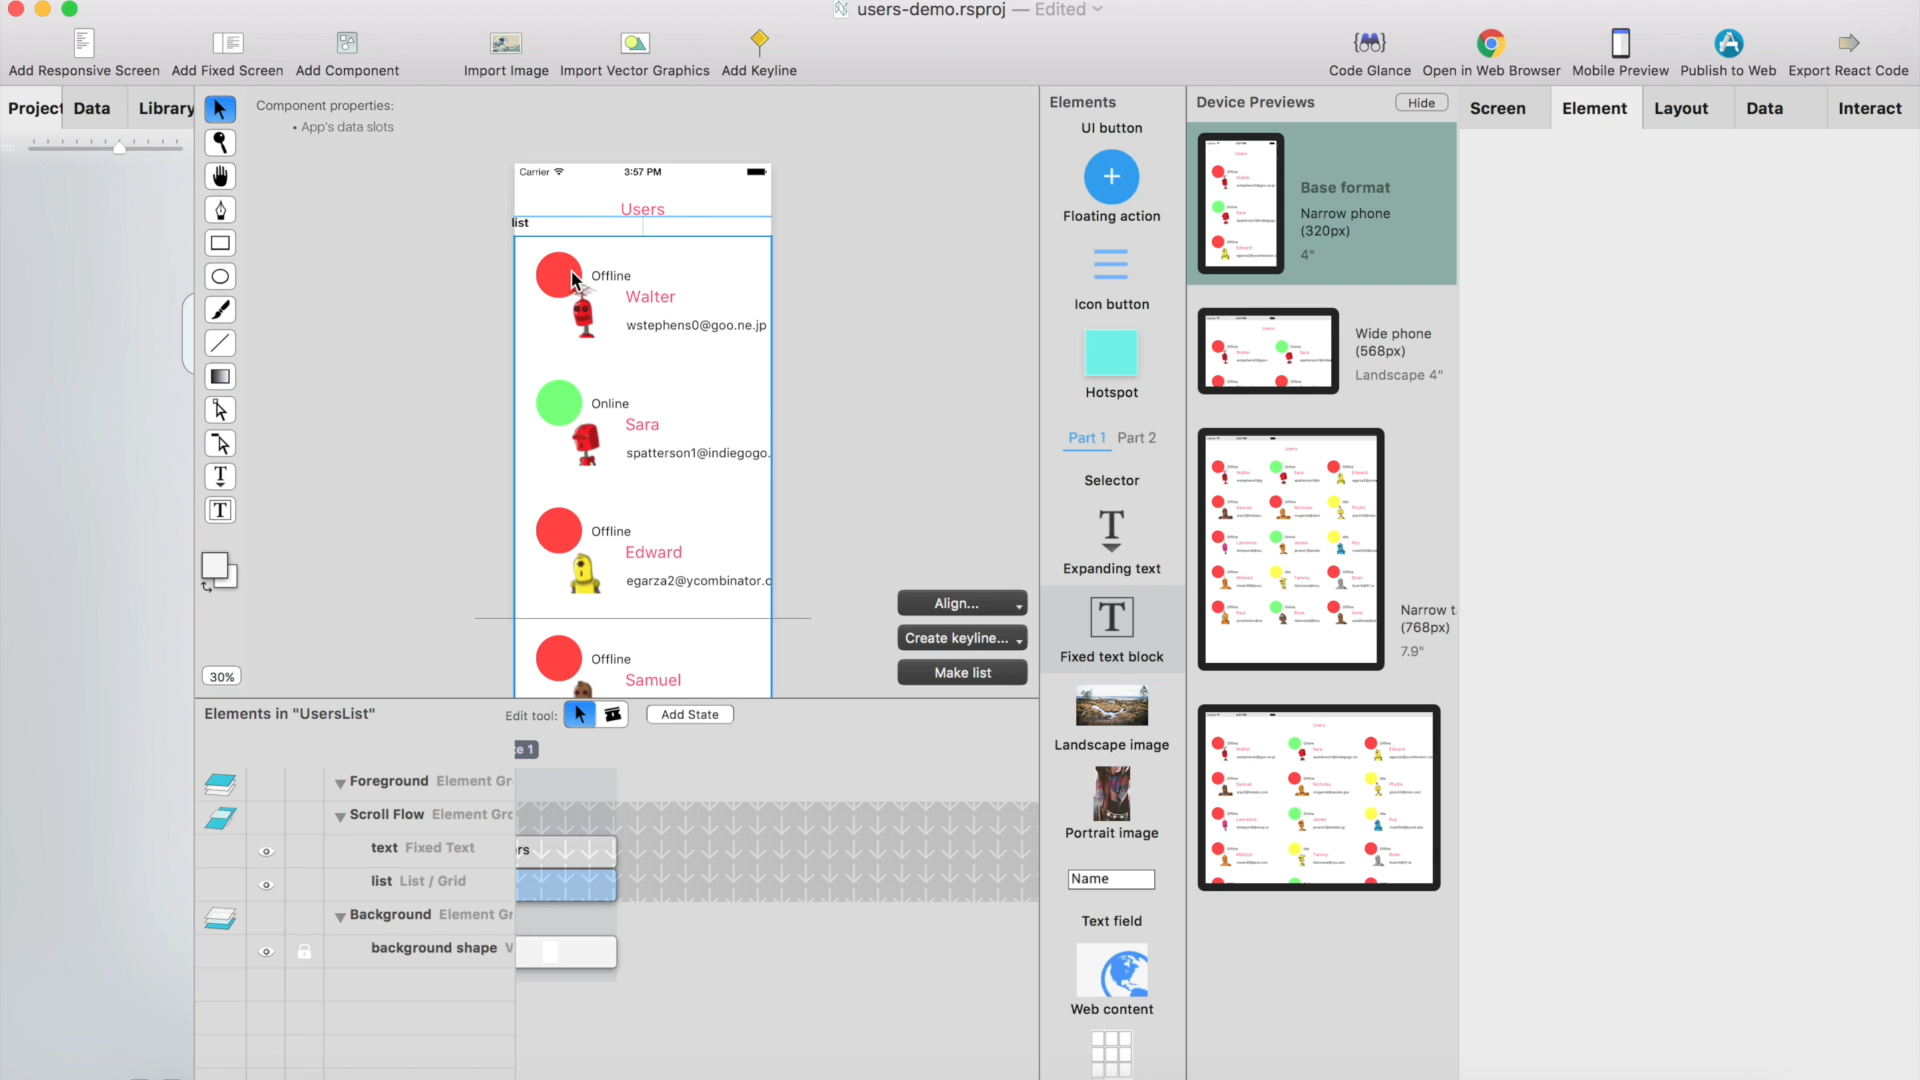 users-demo.rsproj — Edited
Add Responsive Screen
Add Fixed Screen
Add Component
Import Image
Import Vector Graphics
Add Keyline
Code Glance
Open in Web Browser
Mobile Preview
Publish to Web
Export React Code
Project
Data
Library
Component properties:
• App's data slots
Carrier
3:57 PM
Users
list
Offline
Walter
wstephens0@goo.ne.jp
Online
Sara
spatterson1@indiegogo.
Offline
Edward
egarza2@ycombinator.c
Offline
Samuel
Align...
Create keyline...
Make list
30%
Elements in "UsersList"
Edit tool:
Add State
te 1
Foreground Element Gr
Scroll Flow Element Gro
text Fixed Text
rs
list List / Grid
Background Element Gr
background shape V
Elements
UI button
Floating action
Icon button
Hotspot
Part 1 Part 2
Selector
Expanding text
Fixed text block
Landscape image
Portrait image
Name
Text field
Web content
Device Previews
Hide
Base format
Narrow phone
(320px)
4"
Wide phone
(568px)
Landscape 4"
Narrow t
(768px)
7.9"
Screen
Element
Layout
Data
Interact